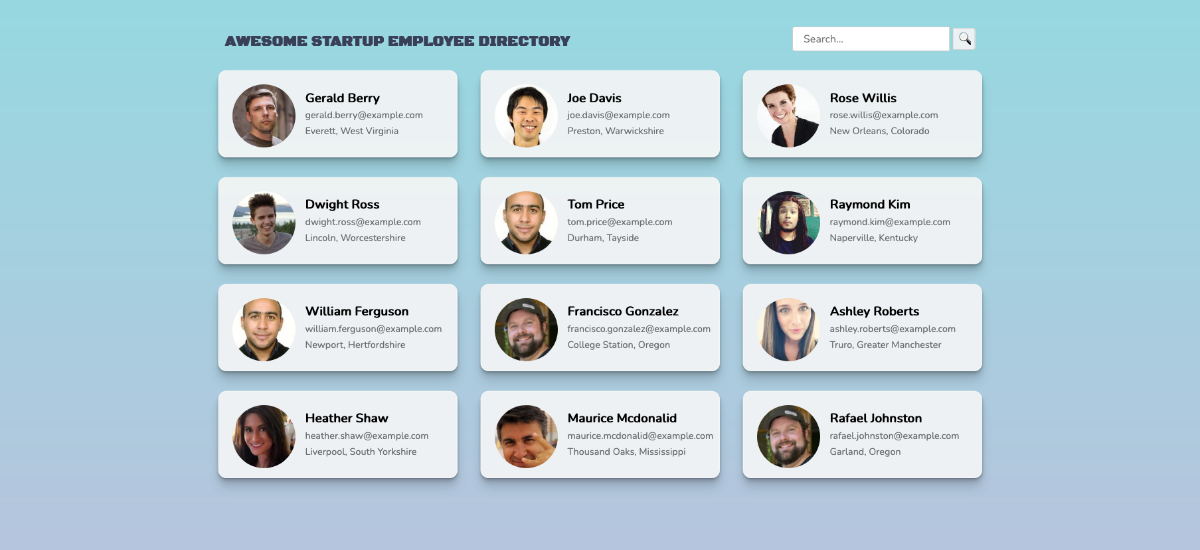 AWESOME STARTUP EMPLOYEE DIRECTORY
Search...
Gerald Berry
gerald.berry@example.com
Everett, West Virginia
Joe Davis
joe.davis@example.com
Preston, Warwickshire
Rose Willis
rose.willis@example.com
New Orleans, Colorado
Dwight Ross
dwight.ross@example.com
Lincoln, Worcestershire
Tom Price
tom.price@example.com
Durham, Tayside
Raymond Kim
raymond.kim@example.com
Naperville, Kentucky
William Ferguson
william.ferguson@example.com
Newport, Hertfordshire
Francisco Gonzalez
francisco.gonzalez@example.com
College Station, Oregon
Ashley Roberts
ashley.roberts@example.com
Truro, Greater Manchester
Heather Shaw
heather.shaw@example.com
Liverpool, South Yorkshire
Maurice Mcdonalid
maurice.mcdonalid@example.com
Thousand Oaks, Mississippi
Rafael Johnston
rafael.johnston@example.com
Garland, Oregon